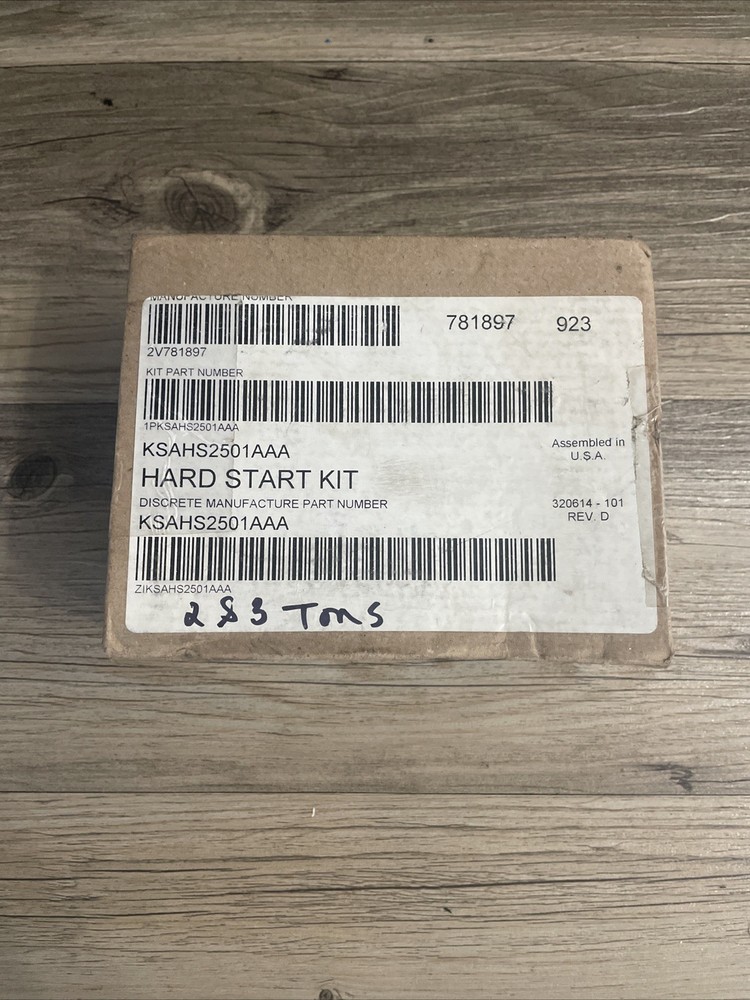 MANUFACTURE NUMBER
781897 923
2V781897
KIT PART NUMBER
1PKSAHS2501AAA
KSAHS2501AAA
Assembled in
U.S.A.
HARD START KIT
DISCRETE MANUFACTURE PART NUMBER
320614 - 101
REV. D
KSAHS2501AAA
ZIKSAHS2501AAA
2 & 3 Tons